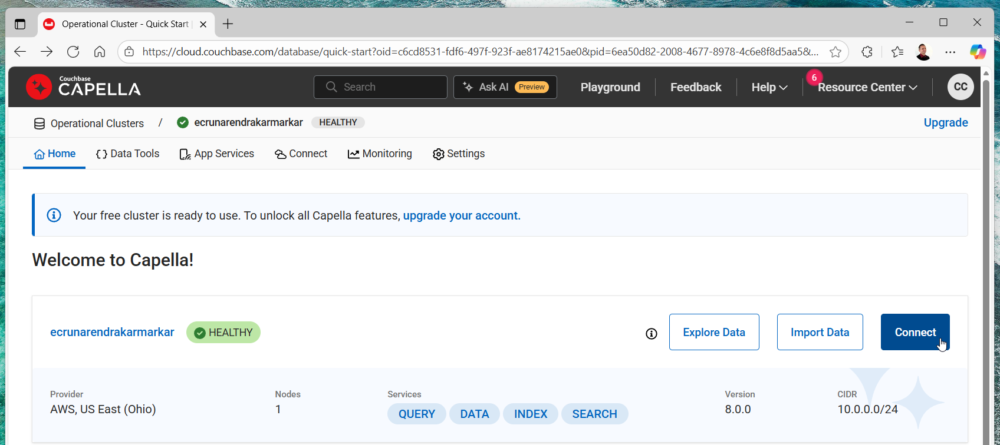 Operational Cluster - Quick Start
https://cloud.couchbase.com/database/quick-start?oid=c6cd8531-fdf6-497f-923f-ae8174215ae0&pid=6ea50d82-2008-4677-8978-4c6e8f8d5aa5&...
Couchbase
CAPELLA
Search
Ask AI Preview
Playground
Feedback
Help
6
Resource Center
CC
Operational Clusters / ecrunarendrakarmarkar HEALTHY
Upgrade
Home {} Data Tools App Services Connect Monitoring Settings
Your free cluster is ready to use. To unlock all Capella features, upgrade your account.
Welcome to Capella!
ecrunarendrakarmarkar HEALTHY
Explore Data Import Data Connect
Provider Nodes Services Version CIDR
AWS, US East (Ohio) 1 QUERY DATA INDEX SEARCH 8.0.0 10.0.0.0/24